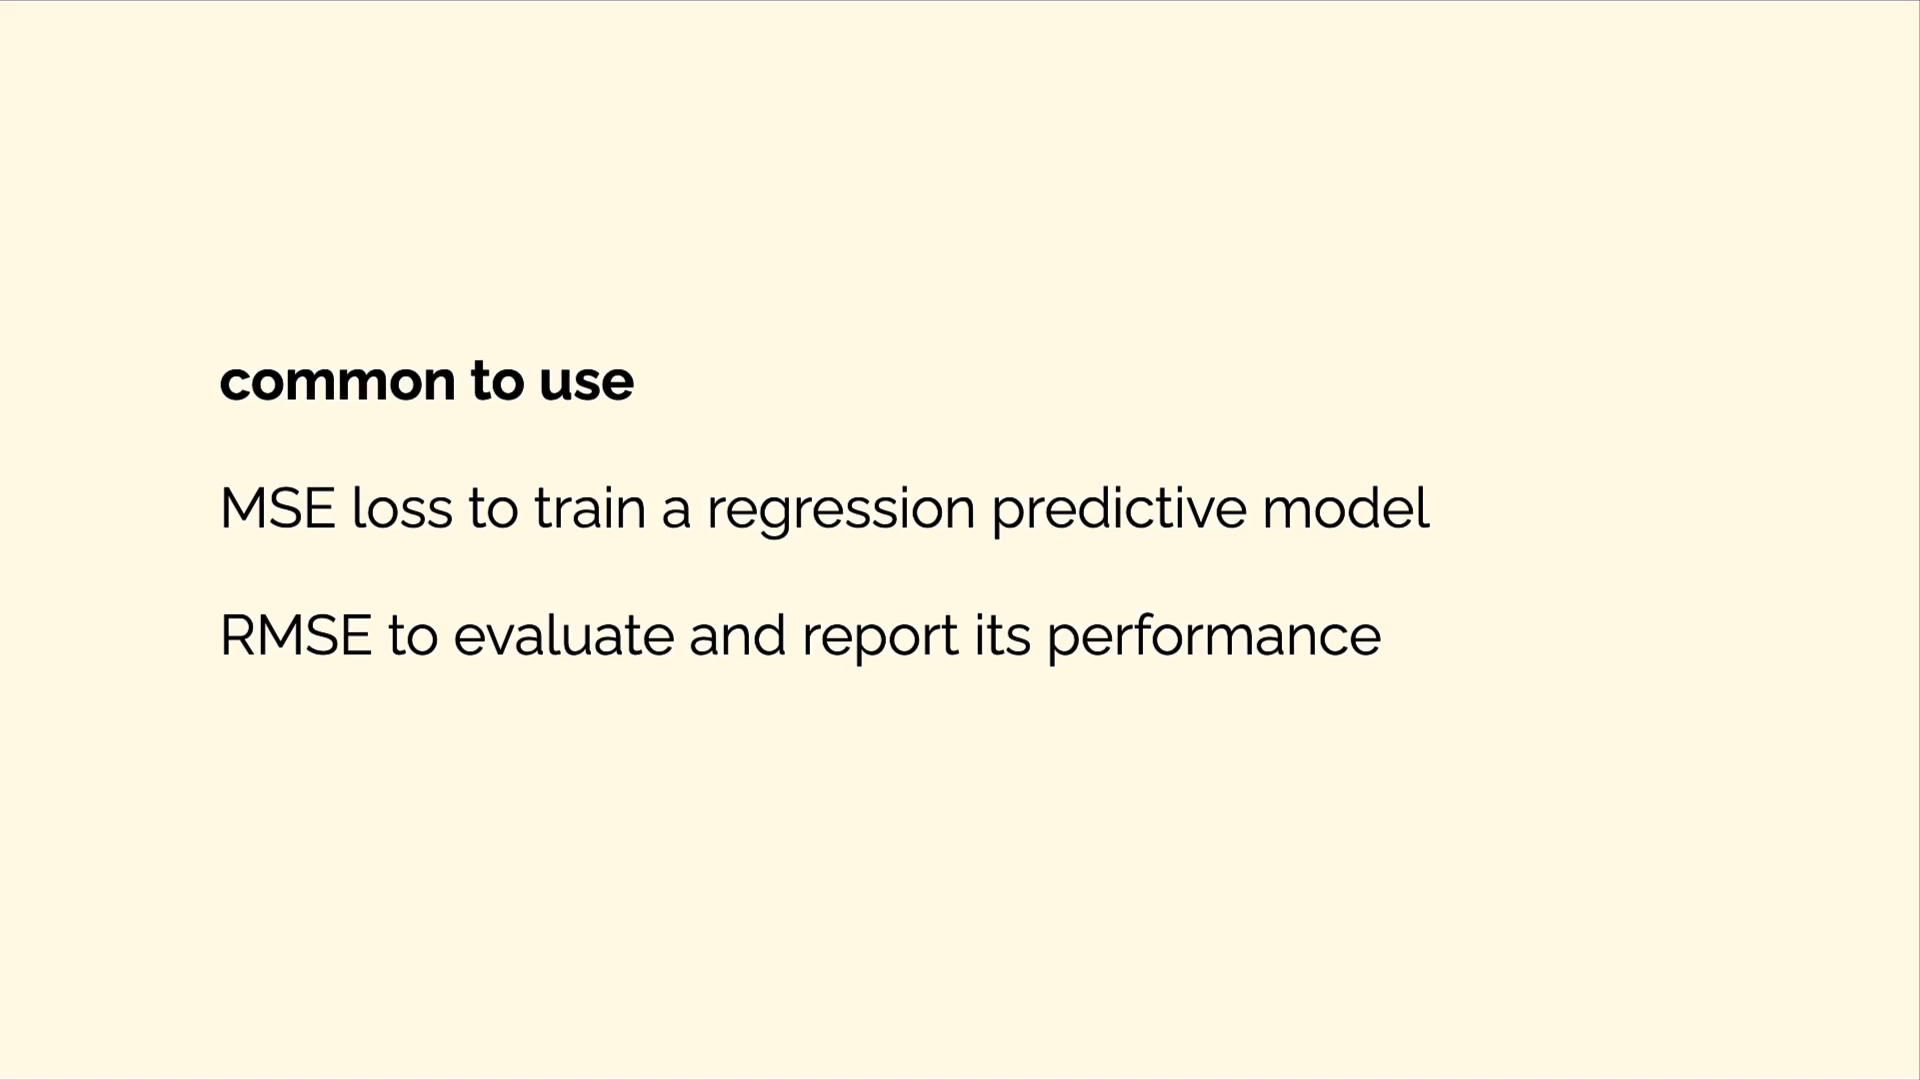 common to use
MSE loss to train a regression predictive model
RMSE to evaluate and report its performance